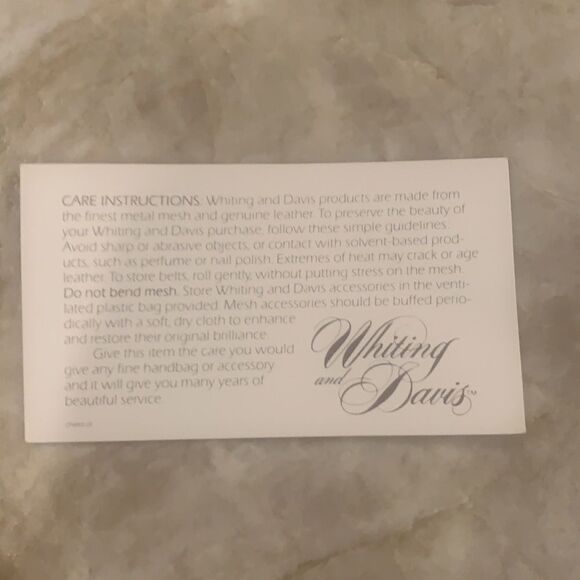 CARE INSTRUCTIONS: Whiting and Davis products are made from
the finest metal mesh and genuine leather. To preserve the beauty of
your Whiting and Davis purchase, follow these simple guidelines:
Avoid sharp or abrasive objects, or contact with solvent-based prod-
ucts, such as perfume or nail polish. Extremes of heat may crack or age
leather. To store belts, roll gently, without putting stress on the mesh.
Do not bend mesh. Store Whiting and Davis accessories in the venti-
lated plastic bag provided. Mesh accessories should be buffed perio-
dically with a soft, dry cloth to enhance
and restore their original brilliance.
Give this item the care you would
give any fine handbag or accessory
and it will give you many years of
beautiful service.
Whiting
and Davis™